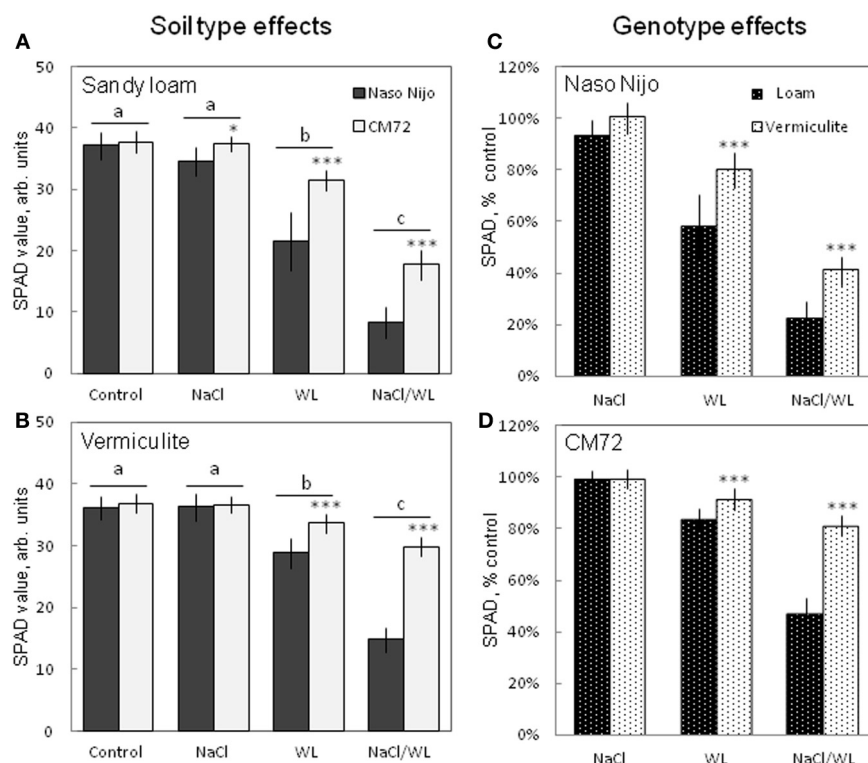 Soil type effects
Genotype effects
A
50
40
30
20
10
0
SPAD value, arb. units
Sandy loam
Naso Nijo
CM72
a
a
*
b
***
c
***
Control
NaCl
WL
NaCl/WL
B
50
40
30
20
10
0
SPAD value, arb. units
Vermiculite
a
a
b
***
c
***
Control
NaCl
WL
NaCl/WL
C
120%
100%
80%
60%
40%
20%
0%
SPAD, % control
Naso Nijo
Loam
Vermiculite
***
***
NaCl
WL
NaCl/WL
D
120%
100%
80%
60%
40%
20%
0%
SPAD, % control
CM72
***
***
NaCl
WL
NaCl/WL